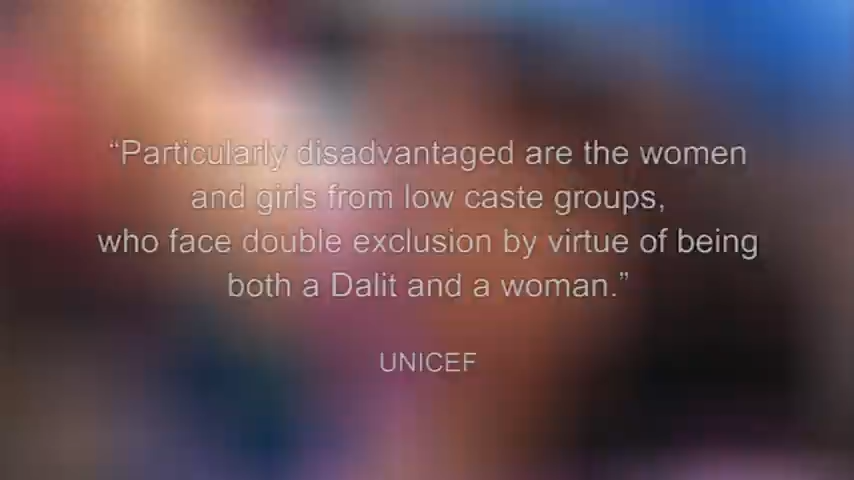 “Particularly disadvantaged are the women
and girls from low caste groups,
who face double exclusion by virtue of being
both a Dalit and a woman.”
UNICEF